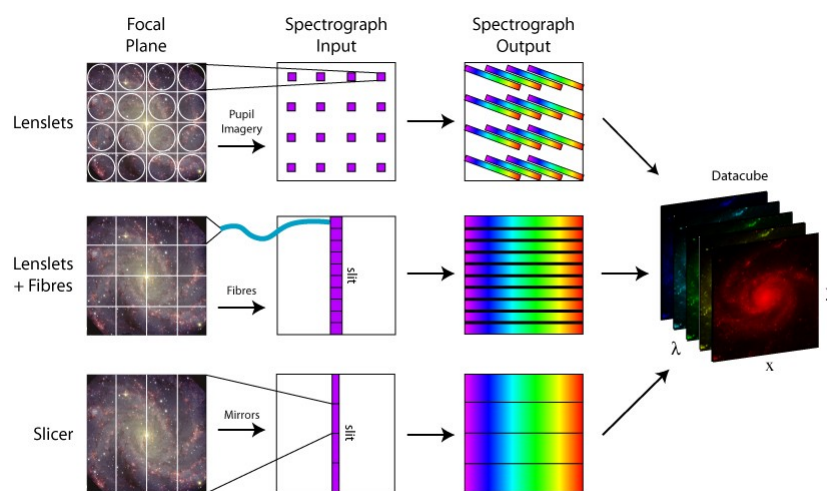 Focal
Plane
Spectrograph
Input
Spectrograph
Output
Lenslets
Pupil
Imagery
Datacube
Lenslets
+ Fibres
Fibres
slit
λ
x
Slicer
Mirrors
slit